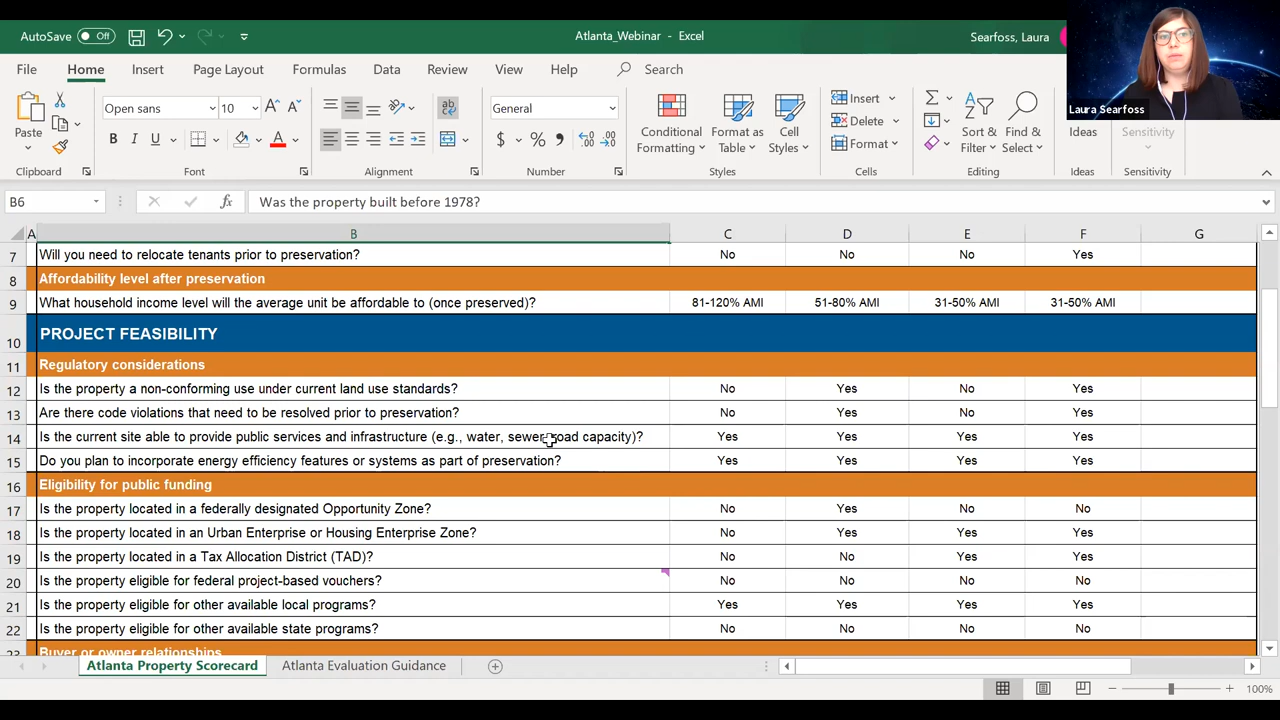 AutoSave Off Atlanta_Webinar - Excel Searfoss, Laura
File Home Insert Page Layout Formulas Data Review View Help Search
Laura Searfoss
Paste
Open sans 10
General
Conditional Formatting
Format as Table
Cell Styles
Insert
Delete
Format
Sort & Filter
Find & Select
Ideas
Sensitivity
Clipboard Font Alignment Number Styles Cells Editing Ideas Sensitivity
B6 fx Was the property built before 1978?
A B C D E F G
7 Will you need to relocate tenants prior to preservation? No No No Yes
8 Affordability level after preservation
9 What household income level will the average unit be affordable to (once preserved)? 81-120% AMI 51-80% AMI 31-50% AMI 31-50% AMI
10 PROJECT FEASIBILITY
11 Regulatory considerations
12 Is the property a non-conforming use under current land use standards? No Yes No Yes
13 Are there code violations that need to be resolved prior to preservation? No Yes No Yes
14 Is the current site able to provide public services and infrastructure (e.g., water, sewer, road capacity)? Yes Yes Yes Yes
15 Do you plan to incorporate energy efficiency features or systems as part of preservation? Yes Yes Yes Yes
16 Eligibility for public funding
17 Is the property located in a federally designated Opportunity Zone? No Yes No No
18 Is the property located in an Urban Enterprise or Housing Enterprise Zone? No Yes Yes Yes
19 Is the property located in a Tax Allocation District (TAD)? No No Yes Yes
20 Is the property eligible for federal project-based vouchers? No No No No
21 Is the property eligible for other available local programs? Yes Yes Yes Yes
22 Is the property eligible for other available state programs? No No No No
23 Buyer or owner relationships
Atlanta Property Scorecard Atlanta Evaluation Guidance
100%